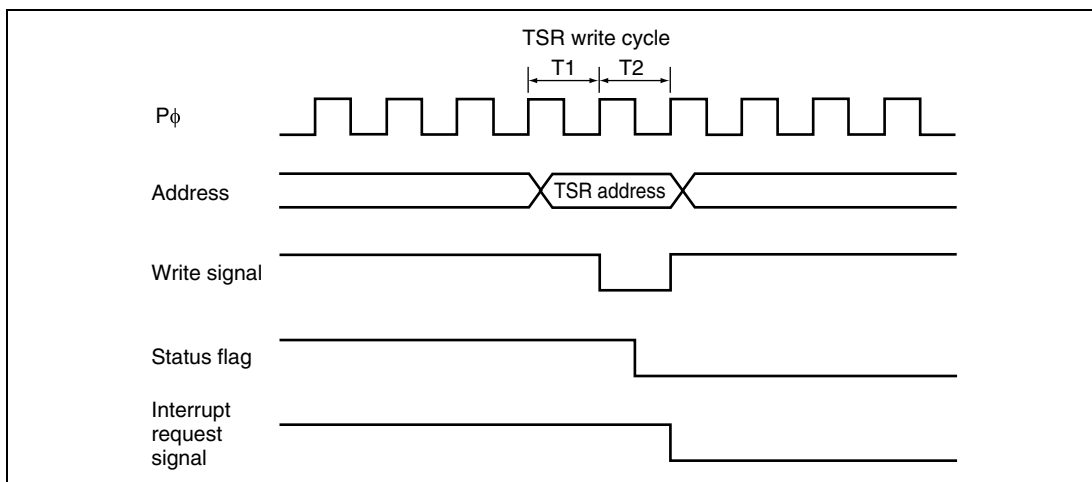 TSR write cycle
T1 T2
Pϕ
Address
TSR address
Write signal
Status flag
Interrupt
request
signal